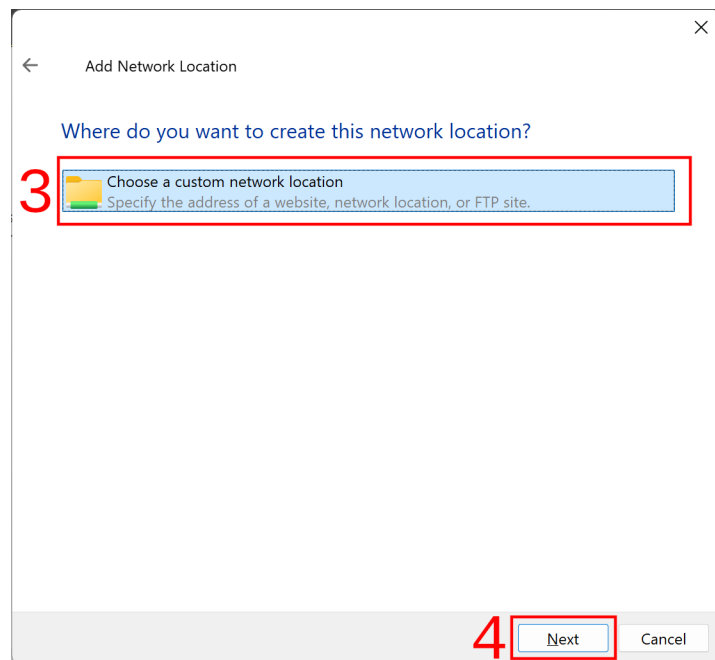 Add Network Location
Where do you want to create this network location?
3
Choose a custom network location
Specify the address of a website, network location, or FTP site.
4
Next
Cancel